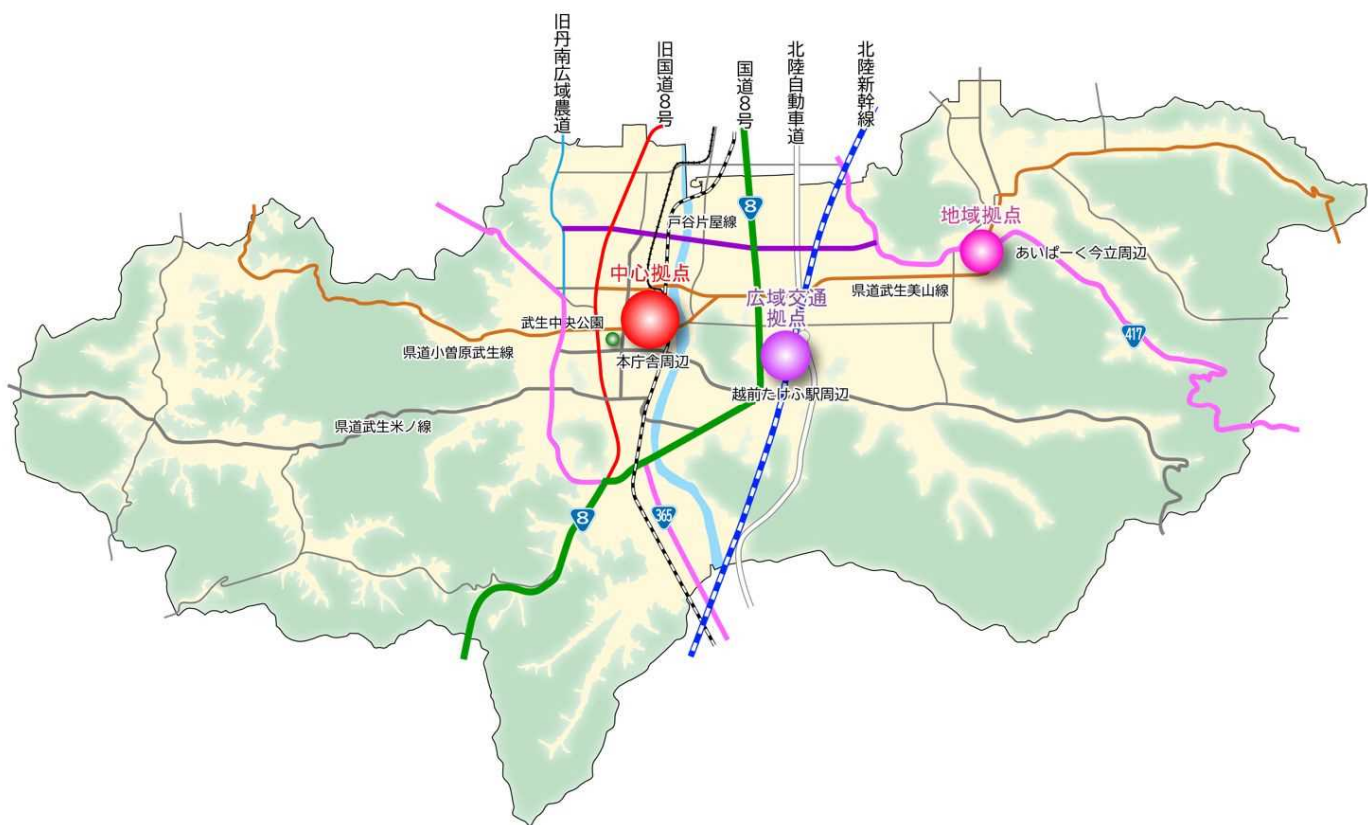 旧丹南広域農道
旧国道8号
国道8号
北陸自動車道
北陸新幹線
8
戸谷片屋線
地域拠点
あいぱーく今立周辺
中心拠点
広域交通
拠点
県道武生美山線
武生中央公園
417
県道小曽原武生線
本庁舎周辺
越前たけふ駅周辺
県道武生米ノ線
8
365